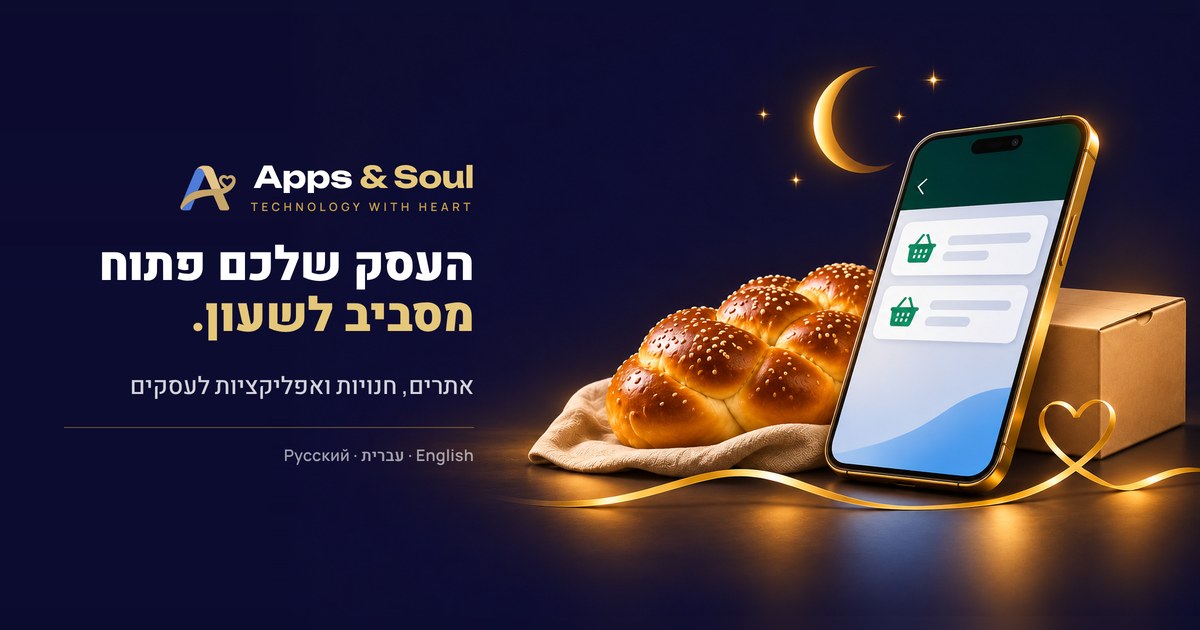 Apps & Soul
TECHNOLOGY WITH HEART
העסק שלכם פתוח
מסביב לשעון.
אתרים, חנויות ואפליקציות לעסקים
Русский · עברית · English